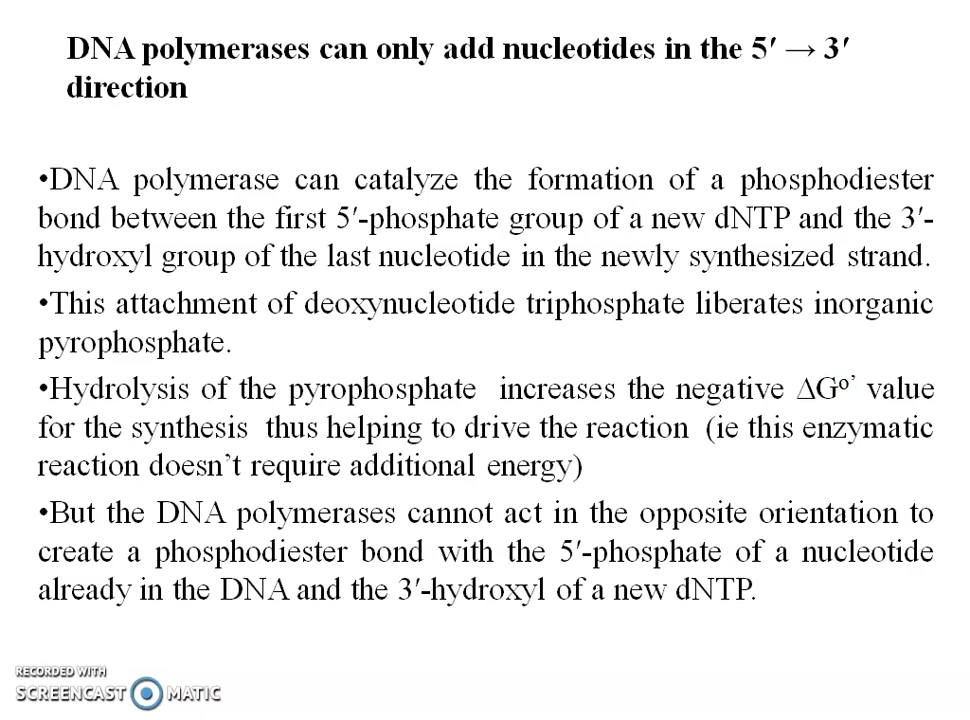 DNA polymerases can only add nucleotides in the 5′ → 3′
direction
•DNA polymerase can catalyze the formation of a phosphodiester
bond between the first 5′-phosphate group of a new dNTP and the 3′-
hydroxyl group of the last nucleotide in the newly synthesized strand.
•This attachment of deoxynucleotide triphosphate liberates inorganic
pyrophosphate.
•Hydrolysis of the pyrophosphate increases the negative ΔGº’ value
for the synthesis thus helping to drive the reaction (ie this enzymatic
reaction doesn’t require additional energy)
•But the DNA polymerases cannot act in the opposite orientation to
create a phosphodiester bond with the 5′-phosphate of a nucleotide
already in the DNA and the 3′-hydroxyl of a new dNTP.
RECORDED WITH
SCREENCAST MATIC